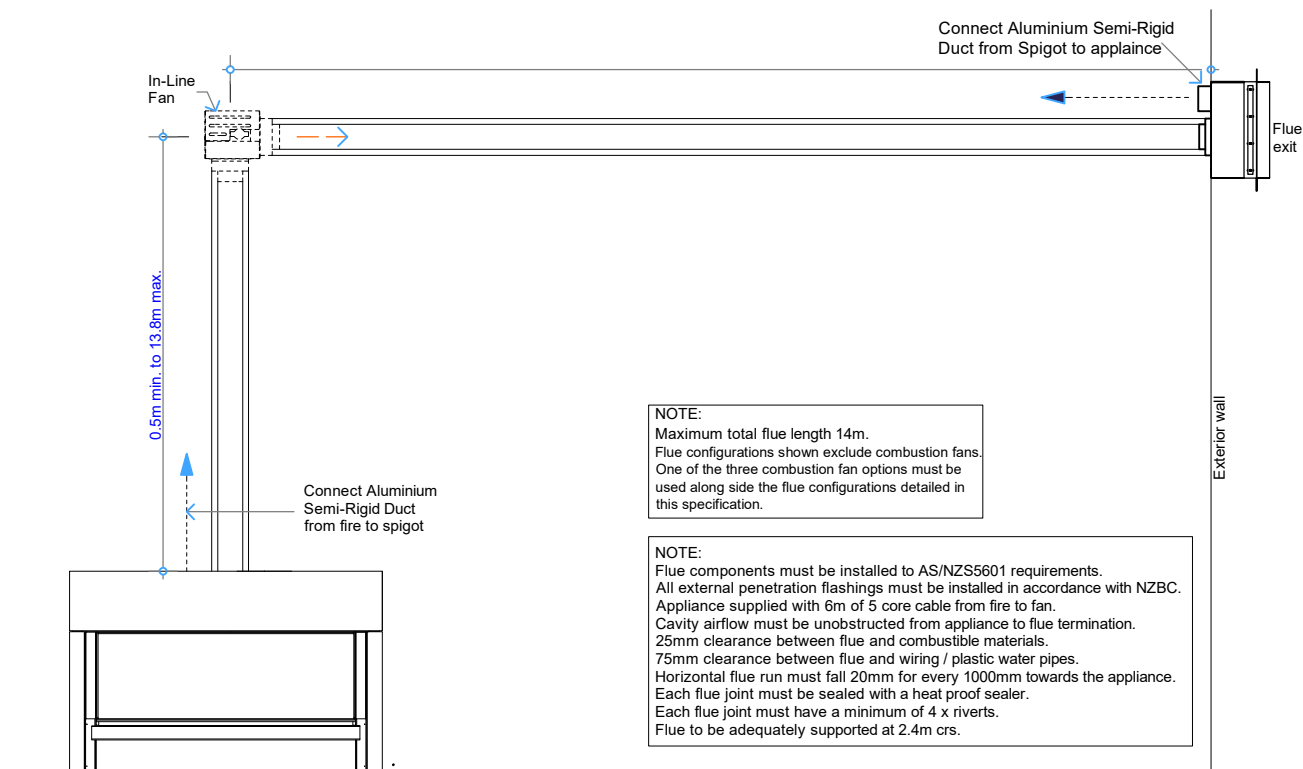 Connect Aluminium Semi-Rigid
Duct from Spigot to applaince
In-Line
Fan
Flue
exit
0.5m min. to 13.8m max.
Exterior wall
Connect Aluminium
Semi-Rigid Duct
from fire to spigot
NOTE:
Maximum total flue length 14m.
Flue configurations shown exclude combustion fans.
One of the three combustion fan options must be
used along side the flue configurations detailed in
this specification.
NOTE:
Flue components must be installed to AS/NZS5601 requirements.
All external penetration flashings must be installed in accordance with NZBC.
Appliance supplied with 6m of 5 core cable from fire to fan.
Cavity airflow must be unobstructed from appliance to flue termination.
25mm clearance between flue and combustible materials.
75mm clearance between flue and wiring / plastic water pipes.
Horizontal flue run must fall 20mm for every 1000mm towards the appliance.
Each flue joint must be sealed with a heat proof sealer.
Each flue joint must have a minimum of 4 x riverts.
Flue to be adequately supported at 2.4m crs.